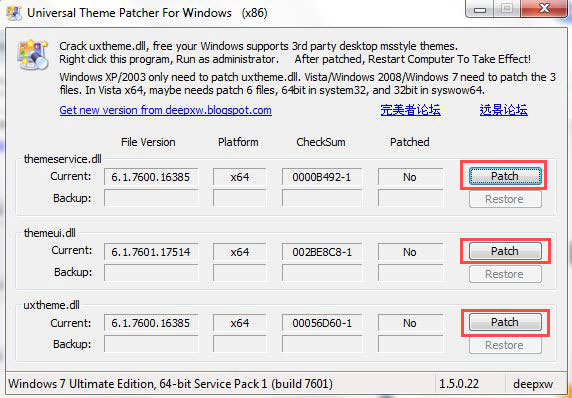 Universal Theme Patcher For Windows (x86)
Crack uxtheme.dll, free your Windows supports 3rd party desktop msstyle themes.
Right click this program, Run as administrator. After patched, Restart Computer To Take Effect!
Windows XP/2003 only need to patch uxtheme.dll. Vista/Windows 2008/Windows 7 need to patch the 3
files. In Vista x64, maybe needs patch 6 files, 64bit in system32, and 32bit in syswow64.
Get new version from deepxw.blogspot.com 完美者论坛 远景论坛
File Version Platform CheckSum Patched
themeservice.dll
Current: 6.1.7600.16385 x64 0000B492-1 No Patch
Backup: Restore
themeui.dll
Current: 6.1.7601.17514 x64 002BE8C8-1 No Patch
Backup: Restore
uxtheme.dll
Current: 6.1.7600.16385 x64 00056D60-1 No Patch
Backup: Restore
Windows 7 Ultimate Edition, 64-bit Service Pack 1 (build 7601) 1.5.0.22 deepxw